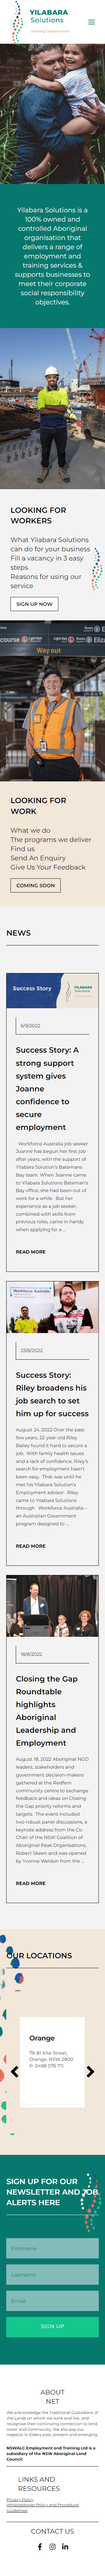 YILABARA
Solutions
Creating Opportunities
Yilabara Solutions is a
100% owned and
controlled Aboriginal
organisation that
delivers a range of
employment and
training services &
supports businesses to
meet their corporate
social responsibility
objectives.
LOOKING FOR
WORKERS
What Yilabara Solutions
can do for your business
Fill a vacancy in 3 easy
steps
Reasons for using our
service
SIGN UP NOW
Way out
LOOKING FOR
WORK
What we do
The programs we deliver
Find us
Send An Enquiry
Give Us Your Feedback
COMING SOON
NEWS
Success Story
YILABARA
Solutions
6/9/2022
Success Story: A
strong support
system gives
Joanne
confidence to
secure
employment
Workforce Australia job seeker
Joanne has begun her first job
after years, with the support of
Yilabara Solution's Batemans
Bay team. When Joanne came
to Yilabara Solutions Batemans
Bay office, she had been out of
work for a while. But her
experience as a job seeker,
combined with skills from
previous roles, came in handy
when applying for a ...
READ MORE
Workforce Australia
23/8/2022
Success Story:
Riley broadens his
job search to set
him up for success
August 24, 2022 Over the past
few years, 22-year old Riley
Bailey found it hard to secure a
job. With family health issues
and a lack of confidence, Riley's
experiences and employment
prospects hasn't hasn't
been easy. That was until he
met his Yilabara Solution's
Employment advisor. Riley
came to Yilabara Solutions
through Workforce Australia –
an Australian Government
program designed to ...
READ MORE
18/8/2022
Closing the Gap
Roundtable
highlights
Aboriginal
Leadership and
Employment
August 18, 2022 Aboriginal NGO
leaders, stakeholders and
government decision makers
gathered at the Redfern
community centre to exchange
feedback and ideas on Closing
the Gap priority reforms and
targets. The event included
two robust panel discussions, a
keynote address from the Co-
Chair of the NSW Coalition of
Aboriginal Peak Organisations,
Robert Skeen and was opened
by Yvonne Weldon from the ...
READ MORE
OUR LOCATIONS
Orange
79-81 Kite Street,
Orange, NSW 2800
P: 0498 076 711
SIGN UP FOR OUR
NEWSLETTER AND JOB
ALERTS HERE
Firstname
Lastname
Email
SIGN UP
ABOUT
NET
We acknowledge the Traditional Custodians of
the Lands on which we work and live, and
recognise their continuing connection to land,
water and Community. We also pay our
respects to Elders past, present and emerging.
NSWALC Employment and Training Ltd is a
subsidiary of the NSW Aboriginal Land
Council.
LINKS AND
RESOURCES
Privacy Policy
Whistleblower Policy and Procedural
Guidelines
CONTACT US